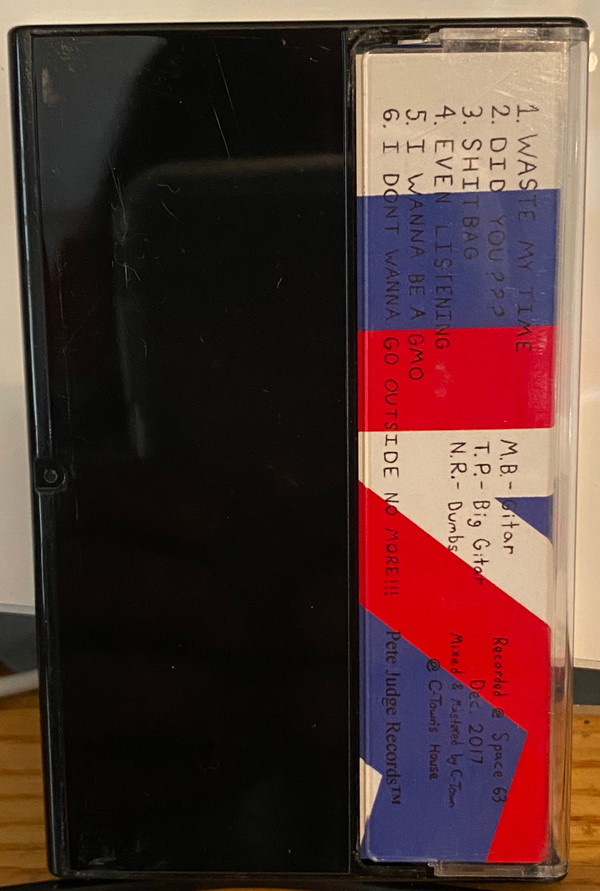 1. WASTE MY TIME
2. DID YOU???
3. SHITBAG
4. EVEN LISTENING
5. I WANNA BE A GMO
6. I DONT WANNA GO OUTSIDE NO MORE!!!
M.B.- Gitar
T.P.- Big Gitar
N.R.- Dumbs
Recorded @ Space 63
Dec. 2017
Mixed & Mastered by C-Town
@ C-Town's House
Pete Judge Records™